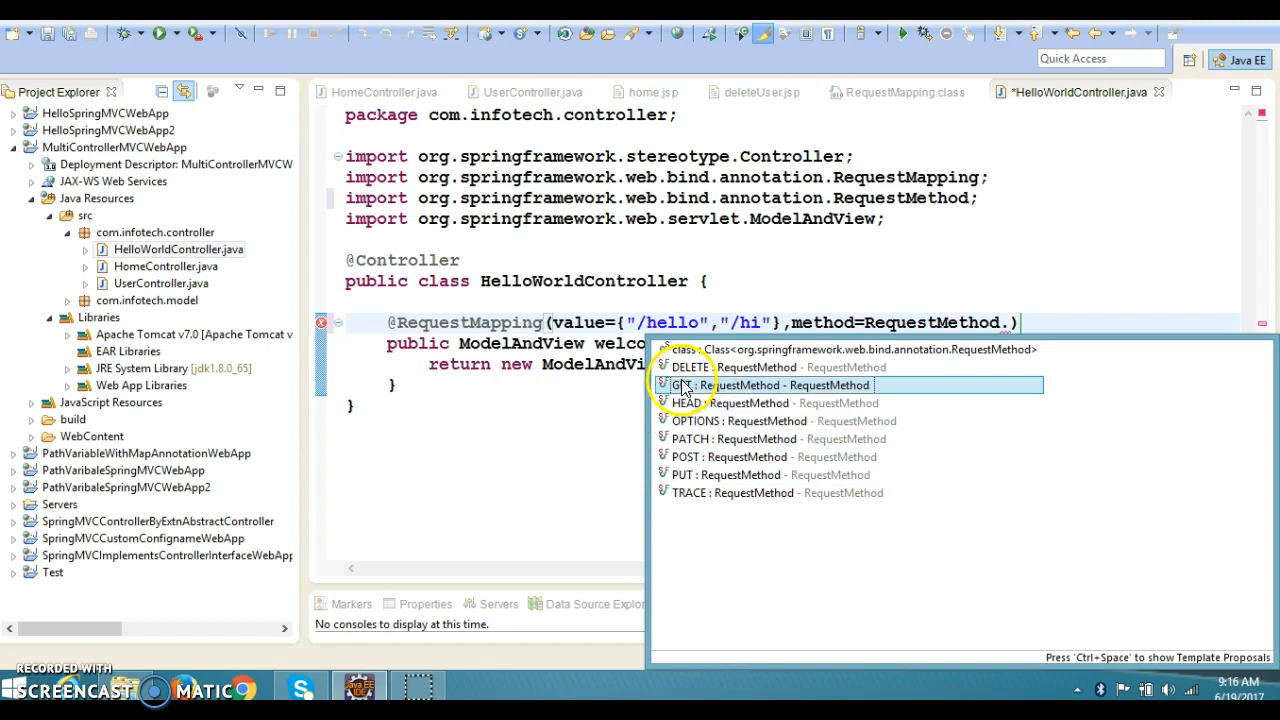 Quick Access
Java EE
Project Explorer
HelloSpringMVCWebApp
HelloSpringMVCWebApp2
MultiControllerMVCWebApp
Deployment Descriptor: MultiControllerMVCW
JAX-WS Web Services
Java Resources
src
com.infotech.controller
HelloWorldController.java
HomeController.java
UserController.java
com.infotech.model
Libraries
Apache Tomcat v7.0 [Apache Tomcat v
EAR Libraries
JRE System Library [jdk1.8.0_65]
Web App Libraries
JavaScript Resources
build
WebContent
PathVariableWithMapAnnotationWebApp
PathVaribaleSpringMVCWebApp
PathVaribaleSpringMVCWebApp2
Servers
SpringMVCControllerByExtnAbstractController
SpringMVCCustomConfignameWebApp
SpringMVCImplementsControllerInterfaceWebApp
Test
HomeController.java
UserController.java
home.jsp
deleteUser.jsp
RequestMapping.class
*HelloWorldController.java
package com.infotech.controller;
import org.springframework.stereotype.Controller;
import org.springframework.web.bind.annotation.RequestMapping;
import org.springframework.web.bind.annotation.RequestMethod;
import org.springframework.web.servlet.ModelAndView;
@Controller
public class HelloWorldController {
@RequestMapping(value={"/hello","/hi"},method=RequestMethod.)
public ModelAndView welco
return new ModelAndVi
}
}
class : Class<org.springframework.web.bind.annotation.RequestMethod>
DELETE : RequestMethod - RequestMethod
GET : RequestMethod - RequestMethod
HEAD : RequestMethod - RequestMethod
OPTIONS : RequestMethod - RequestMethod
PATCH : RequestMethod - RequestMethod
POST : RequestMethod - RequestMethod
PUT : RequestMethod - RequestMethod
TRACE : RequestMethod - RequestMethod
Press 'Ctrl+Space' to show Template Proposals
Markers
Properties
Servers
Data Source Explor
No consoles to display at this time.
RECORDED WITH
SCREENCAST MATIC
Java EE
IDE
9:16 AM
6/19/2017